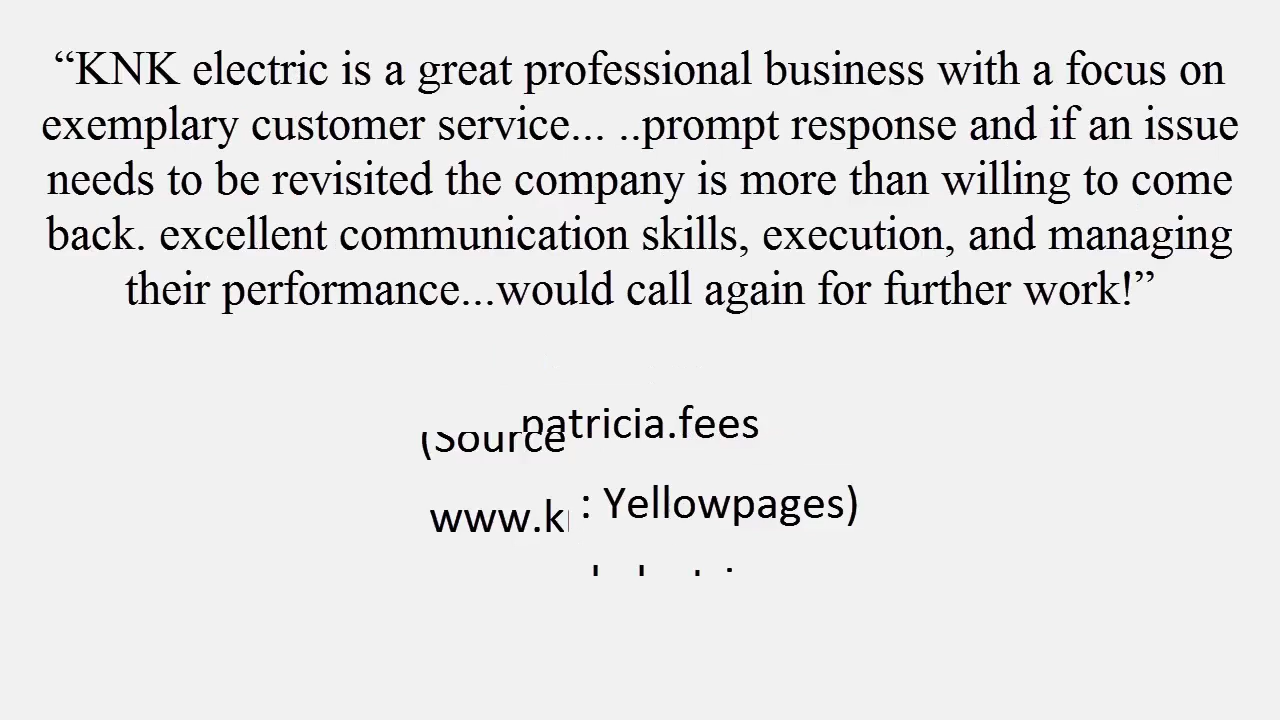 “KNK electric is a great professional business with a focus on
exemplary customer service... ..prompt response and if an issue
needs to be revisited the company is more than willing to come
back. excellent communication skills, execution, and managing
their performance...would call again for further work!”
patricia.fees
(Source
: Yellowpages)
www.k